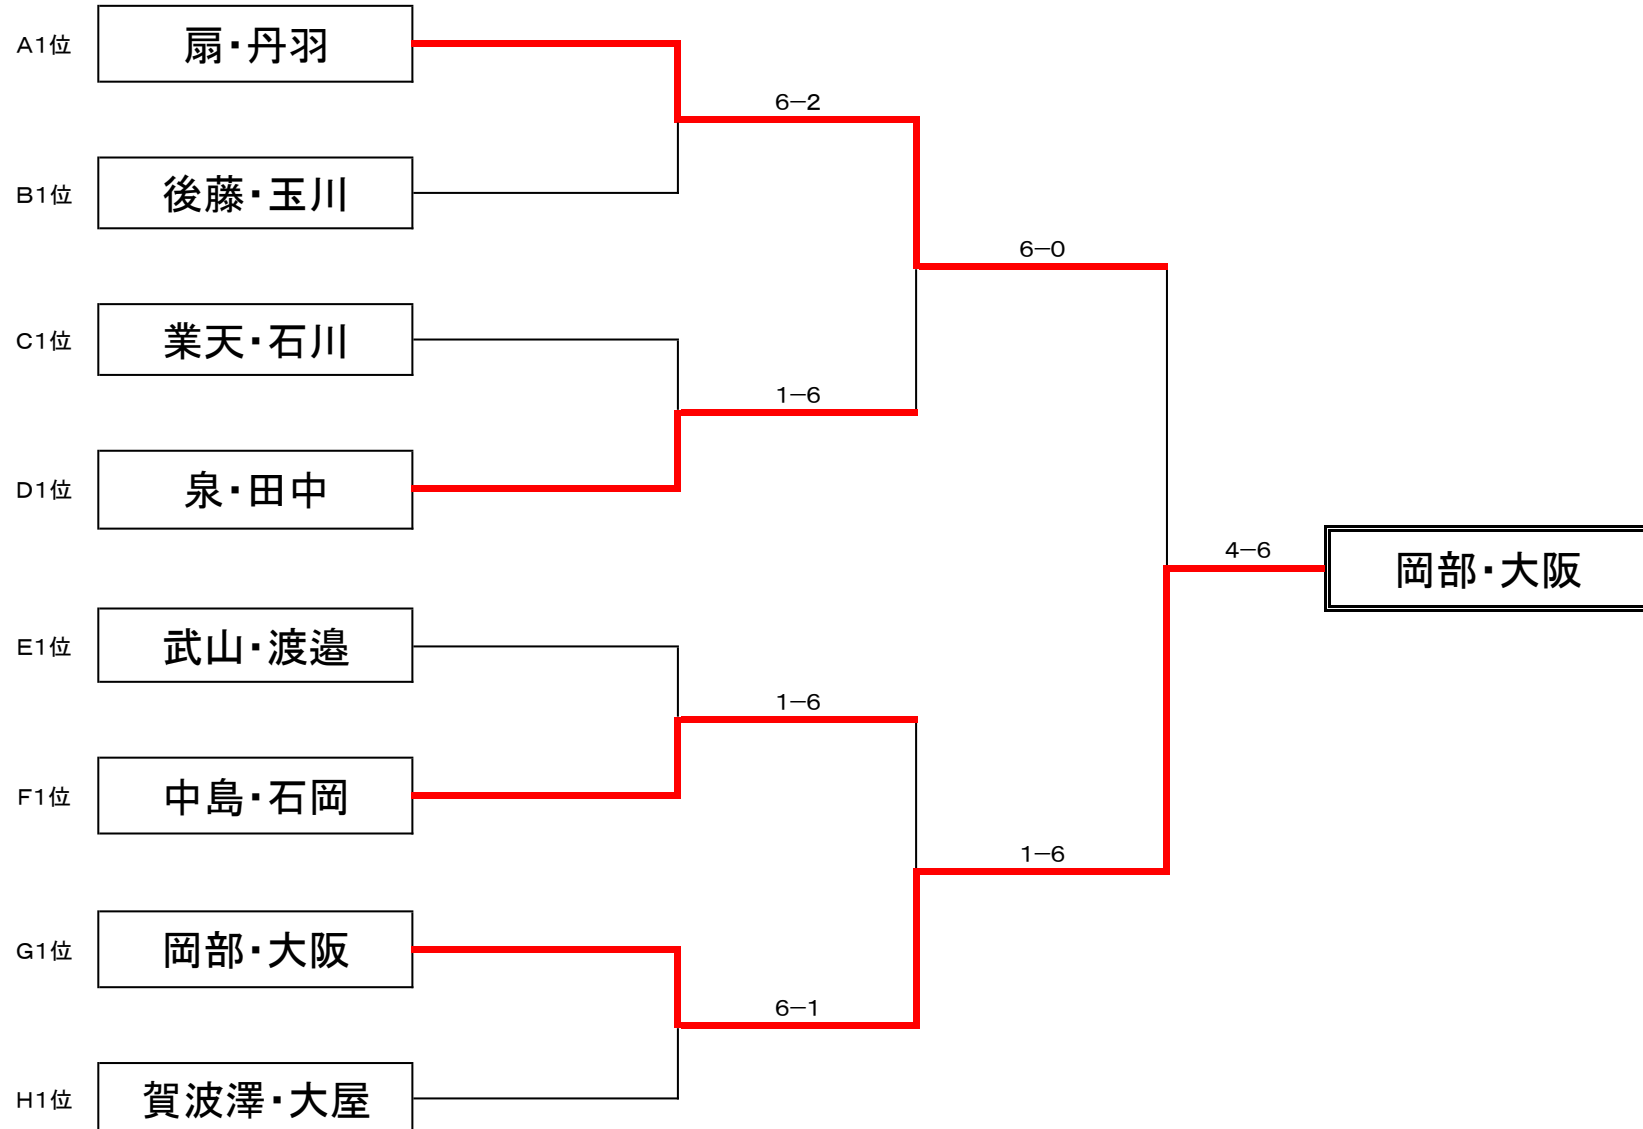 A1位 扇・丹羽
6－2
B1位 後藤・玉川
6－0
C1位 業天・石川
1－6
D1位 泉・田中
4－6 岡部・大阪
E1位 武山・渡邉
1－6
F1位 中島・石岡
1－6
G1位 岡部・大阪
6－1
H1位 賀波澤・大屋